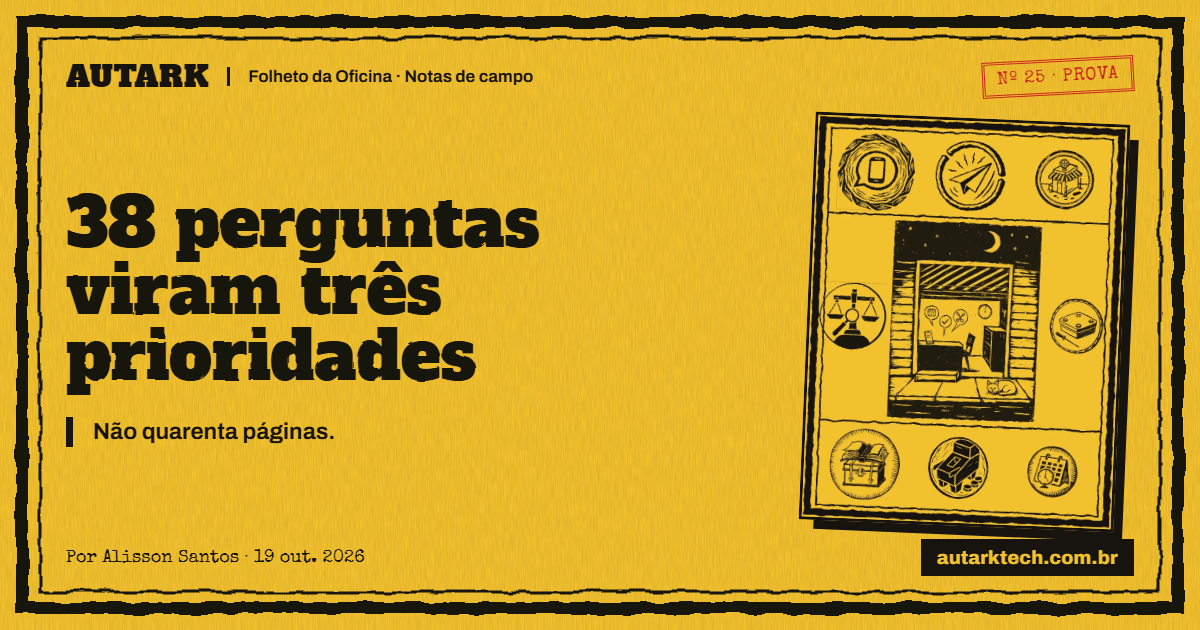 AUTARK
Folheto da Oficina · Notas de campo
Nº 25 · PROVA
38 perguntas
viram três
prioridades
Não quarenta páginas.
Por Alisson Santos · 19 out. 2026
autarktech.com.br